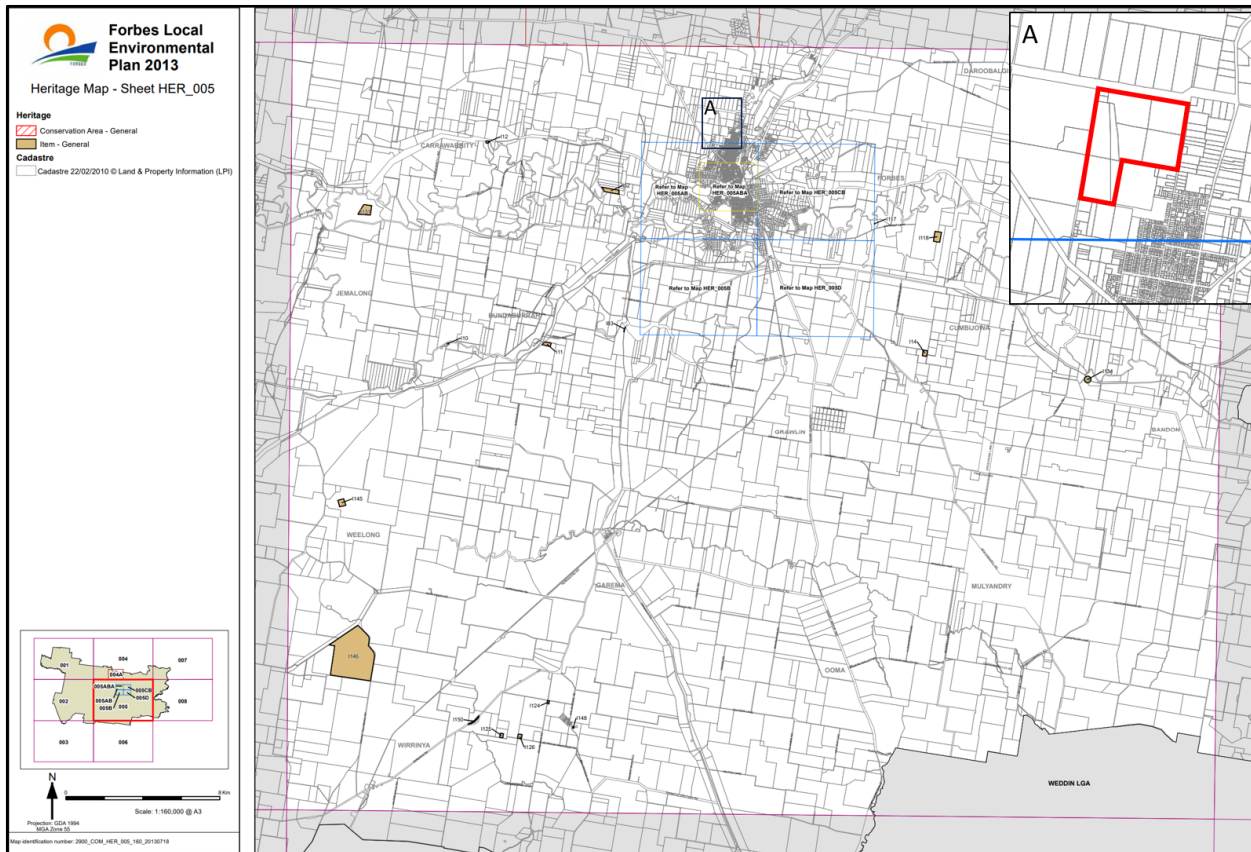 Forbes Local
Environmental
Plan 2013
FORBES
Heritage Map - Sheet HER_005
Heritage
Conservation Area - General
Item - General
Cadastre
Cadastre 22/02/2010 © Land & Property Information (LPI)
001
004
007
004A
005ABA
005CB
002
005AB
005D
005B
005
008
003
006
N
0
8 Km
Scale: 1:160,000 @ A3
Projection: GDA 1994
MGA Zone 55
Map identification number: 2900_COM_HER_005_160_20130718
A
DAROOBALGI
A
I12
CARRAWABBITY
FORBES
Refer to Map
HER_005AB
Refer to Map
HER_005ABA
Refer to Map HER_005CB
I17
I118
Refer to Map HER_005B
Refer to Map HER_005D
JEMALONG
BUNDABURRAH
CUMBIJOWA
I10
I11
I14
GRAWLIN
BANDON
I145
WEELONG
GAREMA
MULYANDRY
I146
OOMA
I124
I150
I148
I125
I126
WIRRINYA
WEDDIN LGA